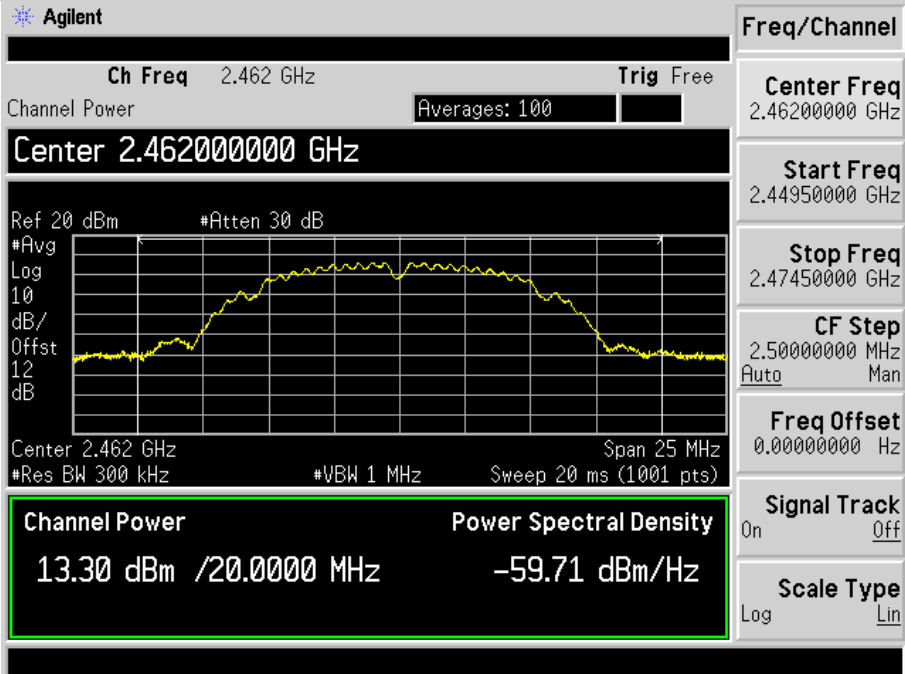 Agilent
Freq/Channel
Ch Freq 2.462 GHz Trig Free
Channel Power Averages: 100
Center 2.462000000 GHz
Ref 20 dBm #Atten 30 dB
#Avg
Log
10
dB/
Offst
12
dB
Center 2.462 GHz Span 25 MHz
#Res BW 300 kHz #VBW 1 MHz Sweep 20 ms (1001 pts)
Channel Power Power Spectral Density
13.30 dBm /20.0000 MHz -59.71 dBm/Hz
Center Freq
2.46200000 GHz
Start Freq
2.44950000 GHz
Stop Freq
2.47450000 GHz
CF Step
2.50000000 MHz
Auto Man
Freq Offset
0.00000000 Hz
Signal Track
On Off
Scale Type
Log Lin